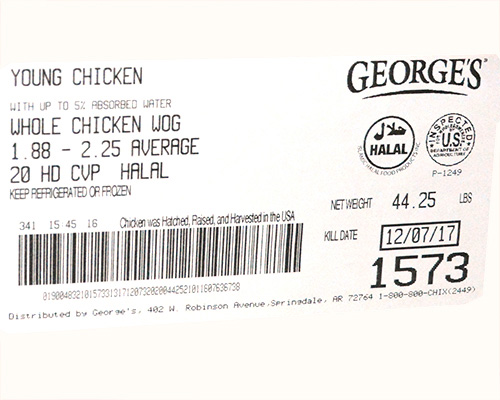 YOUNG CHICKEN
WITH UP TO 5% ABSORBED WATER
WHOLE CHICKEN WOG
1.88 - 2.25 AVERAGE
20 HD CVP HALAL
KEEP REFRIGERATED OR FROZEN
GEORGE'S
HALAL
INSPECTED
U.S.
DEPARTMENT OF
AGRICULTURE
P-1249
NET WEIGHT 44.25 LBS
KILL DATE 12/07/17
1573
341 15 45 16 Chicken was Hatched, Raised, and Harvested in the USA
Distributed by George's, 402 W. Robinson Avenue, Springdale, AR 72764 1-800-800-CHIX(2449)